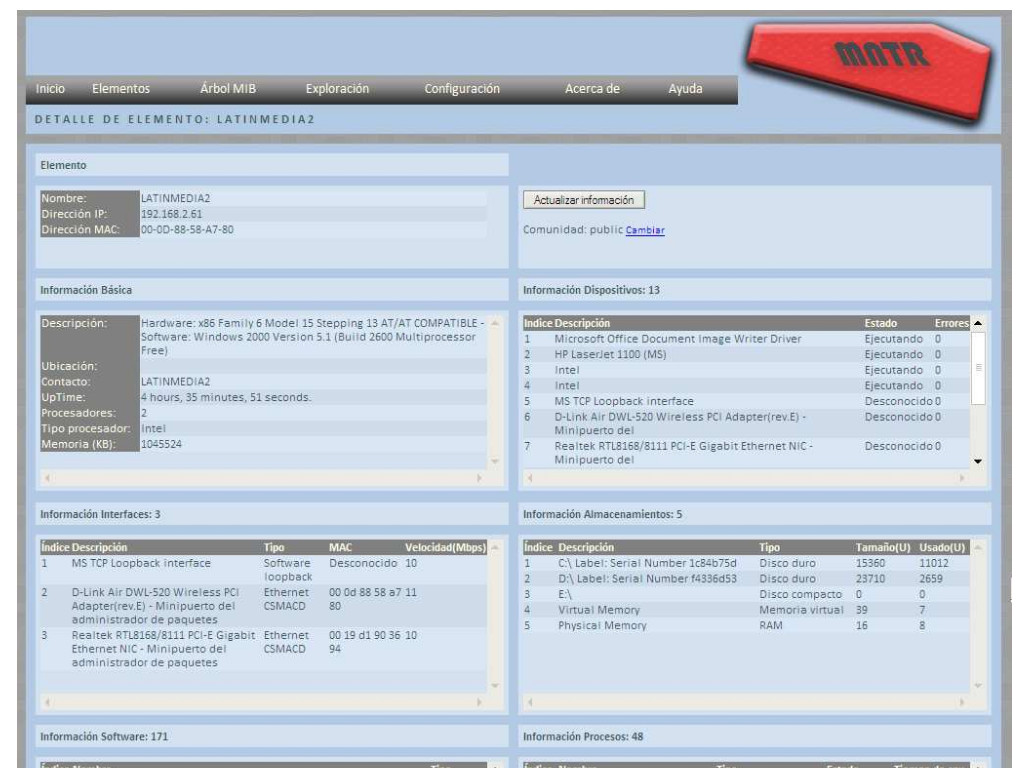 MNTR
Inicio Elementos Árbol MIB Exploración Configuración Acerca de Ayuda
DETALLE DE ELEMENTO: LATINMEDIA2
Elemento
Nombre: LATINMEDIA2
Dirección IP: 192.168.2.61
Dirección MAC: 00-0D-88-58-A7-80
Actualizar información
Comunidad: public Cambiar
Información Básica
Descripción: Hardware: x86 Family 6 Model 15 Stepping 13 AT/AT COMPATIBLE -
Software: Windows 2000 Version 5.1 (Build 2600 Multiprocessor
Free)
Ubicación:
Contacto: LATINMEDIA2
UpTime: 4 hours, 35 minutes, 51 seconds.
Procesadores: 2
Tipo procesador: Intel
Memoria (KB): 1045524
Información Dispositivos: 13
Indice Descripción Estado Errores
1 Microsoft Office Document Image Writer Driver Ejecutando 0
2 HP LaserJet 1100 (MS) Ejecutando 0
3 Intel Ejecutando 0
4 Intel Ejecutando 0
5 MS TCP Loopback interface Desconocido 0
6 D-Link Air DWL-520 Wireless PCI Adapter(rev.E) - Desconocido 0
Minipuerto del
7 Realtek RTL8168/8111 PCI-E Gigabit Ethernet NIC - Desconocido 0
Minipuerto del
Información Interfaces: 3
Índice Descripción Tipo MAC Velocidad(Mbps)
1 MS TCP Loopback interface Software Desconocido 10
loopback
2 D-Link Air DWL-520 Wireless PCI Ethernet 00 0d 88 58 a7 11
Adapter(rev.E) - Minipuerto del CSMACD 80
administrador de paquetes
3 Realtek RTL8168/8111 PCI-E Gigabit Ethernet 00 19 d1 90 36 10
Ethernet NIC - Minipuerto del CSMACD 94
administrador de paquetes
Información Almacenamientos: 5
Índice Descripción Tipo Tamaño(U) Usado(U)
1 C:\ Label: Serial Number 1c84b75d Disco duro 15360 11012
2 D:\ Label: Serial Number f4336d53 Disco duro 23710 2659
3 E:\ Disco compacto 0 0
4 Virtual Memory Memoria virtual 39 7
5 Physical Memory RAM 16 8
Información Software: 171
Información Procesos: 48